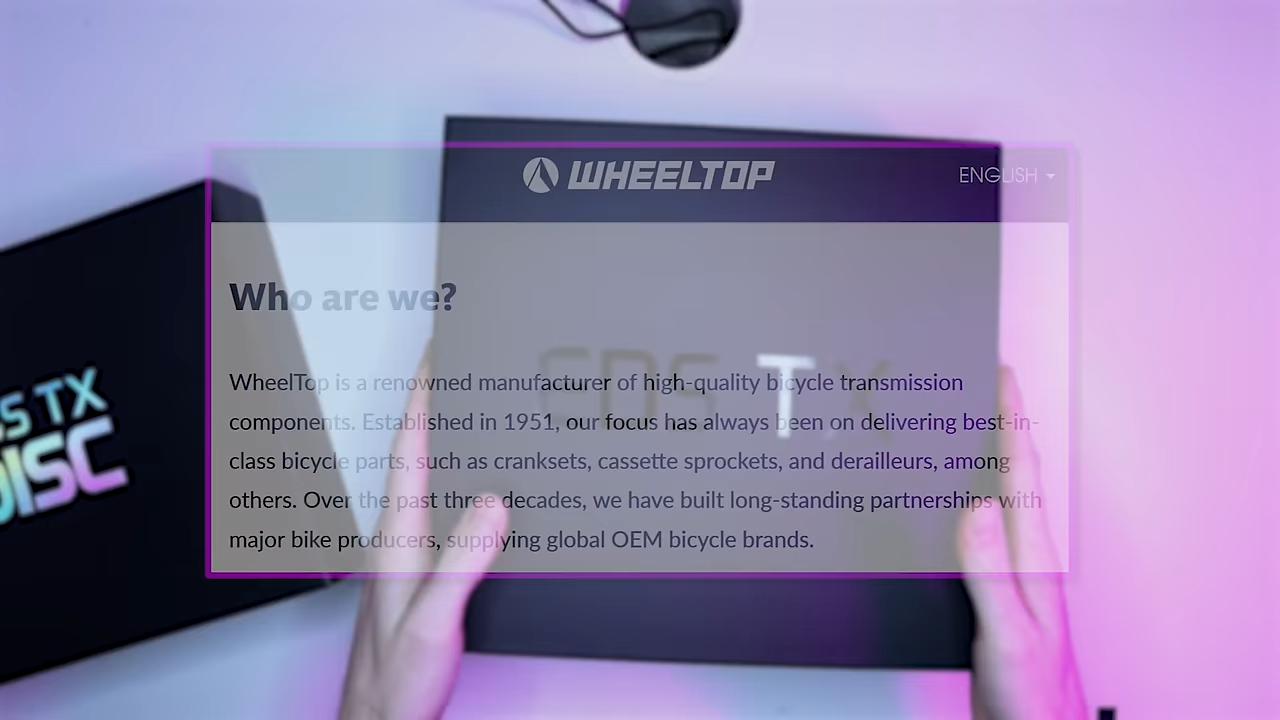 WHEELTOP
ENGLISH
Who are we?
EDS TX
WheelTop is a renowned manufacturer of high-quality bicycle transmission
components. Established in 1951, our focus has always been on delivering best-in-
class bicycle parts, such as cranksets, cassette sprockets, and derailleurs, among
others. Over the past three decades, we have built long-standing partnerships with
major bike producers, supplying global OEM bicycle brands.
S TX
DISC